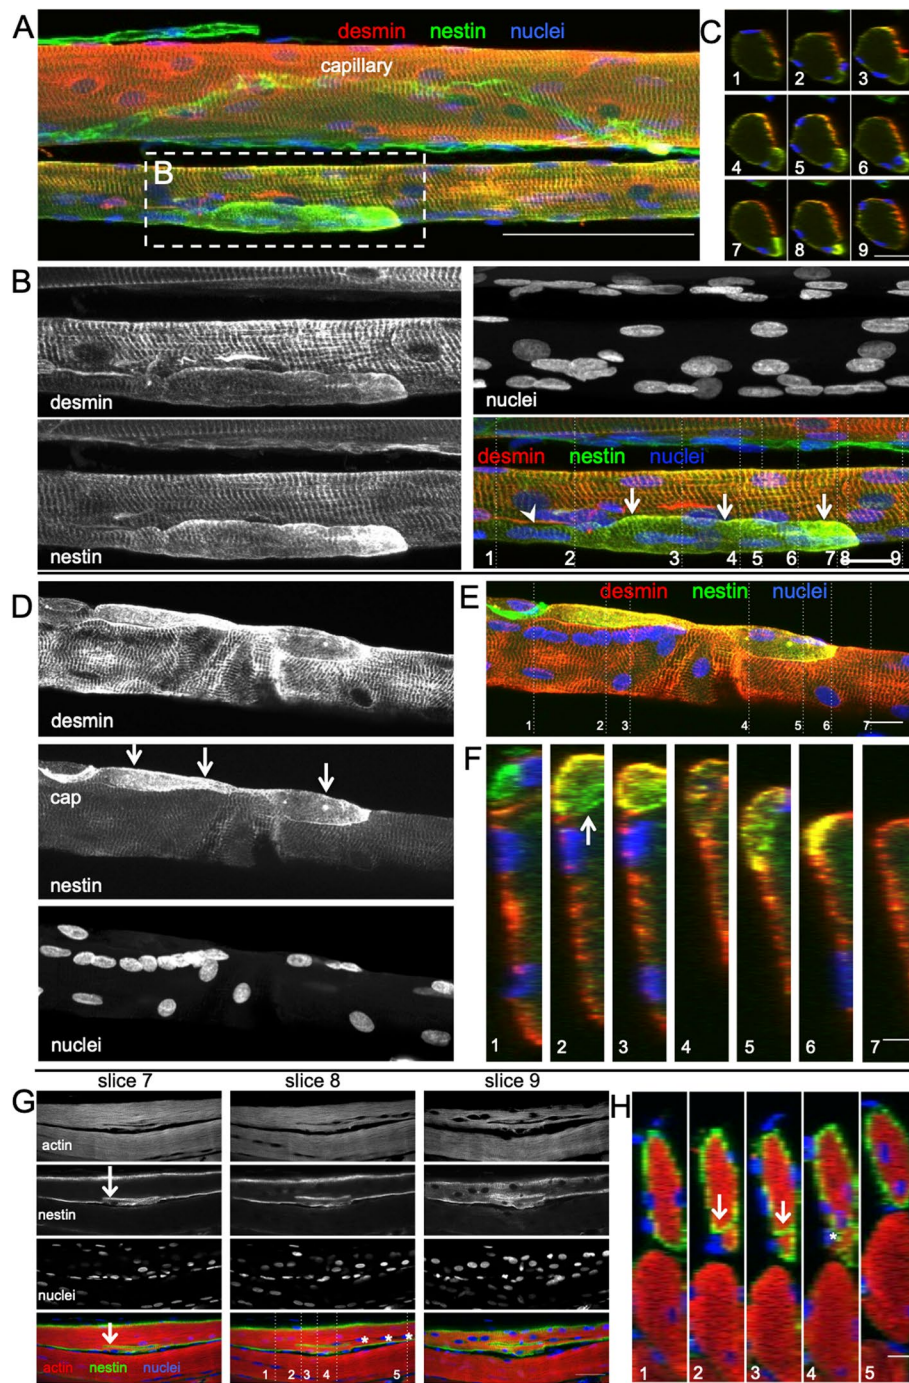 A
desmin nestin nuclei
capillary
B
C
1 2 3
4 5 6
7 8 9
B
desmin
nuclei
nestin
desmin nestin nuclei
1 2 3 4 5 6 7 8 9
D
desmin
cap
nestin
nuclei
E
desmin nestin nuclei
1 2 3 4 5 6 7
F
1 2 3 4 5 6 7
slice 7 slice 8 slice 9
G
actin
nestin
nuclei
actin nestin nuclei
1 2 3 4 5
* * *
H
*
1 2 3 4 5